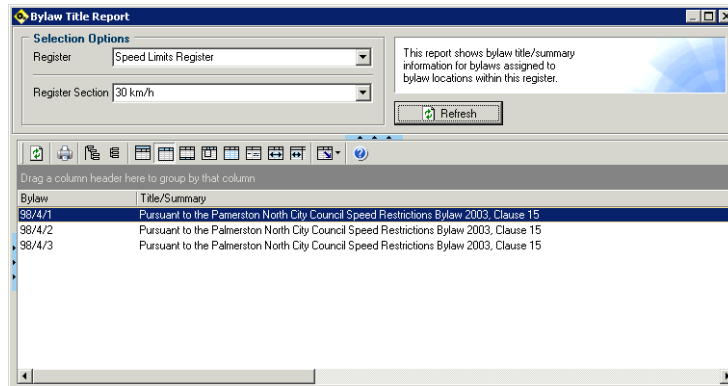 Bylaw Title Report
Selection Options
Register
Speed Limits Register
Register Section
30 km/h
This report shows bylaw title/summary
information for bylaws assigned to
bylaw locations within this register.
Refresh
Drag a column header here to group by that column
Bylaw Title/Summary
98/4/1 Pursuant to the Pamerston North City Council Speed Restrictions Bylaw 2003, Clause 15
98/4/2 Pursuant to the Palmerston North City Council Speed Restrictions Bylaw 2003, Clause 15
98/4/3 Pursuant to the Palmerston North City Council Speed Restrictions Bylaw 2003, Clause 15